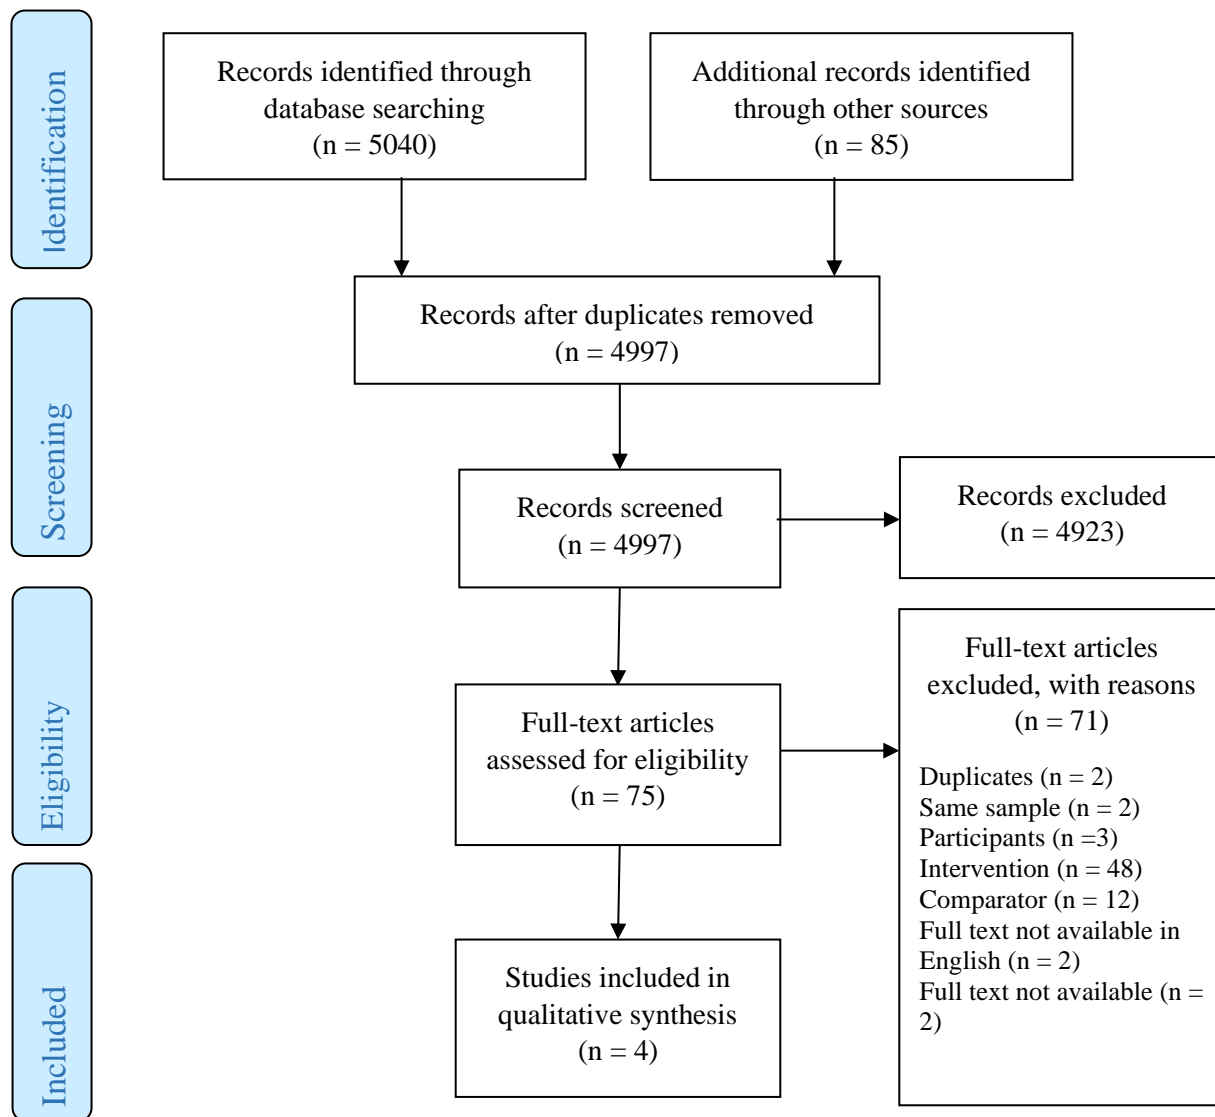 Identification
Records identified through
database searching
(n = 5040)
Additional records identified
through other sources
(n = 85)
Records after duplicates removed
(n = 4997)
Screening
Records screened
(n = 4997)
Records excluded
(n = 4923)
Eligibility
Full-text articles
assessed for eligibility
(n = 75)
Full-text articles
excluded, with reasons
(n = 71)
Duplicates (n = 2)
Same sample (n = 2)
Participants (n =3)
Intervention (n = 48)
Comparator (n = 12)
Full text not available in
English (n = 2)
Full text not available (n =
2)
Included
Studies included in
qualitative synthesis
(n = 4)